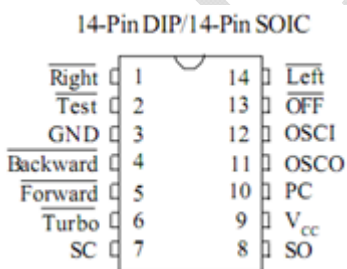 14-Pin DIP/14-Pin SOIC
Right 1 14 Left
Test 2 13 OFF
GND 3 12 OSCI
Backward 4 11 OSCO
Forward 5 10 PC
Turbo 6 9 Vcc
SC 7 8 SO